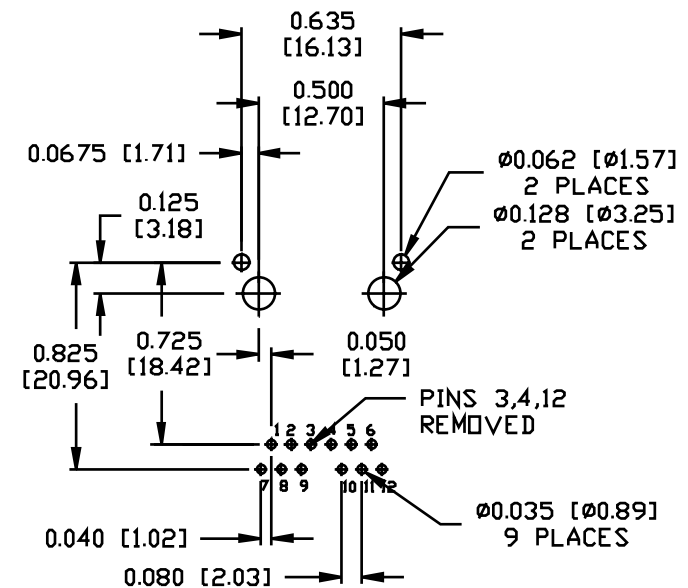 0.635
[16.13]
0.500
[12.70]
0.0675 [1.71]
ø0.062 [ø1.57]
2 PLACES
0.125
[3.18]
ø0.128 [ø3.25]
2 PLACES
0.825
[20.96]
0.725
[18.42]
0.050
[1.27]
PINS 3,4,12
REMOVED
1 2 3 4 5 6
7 8 9 10 11 12
ø0.035 [ø0.89]
9 PLACES
0.040 [1.02]
0.080 [2.03]